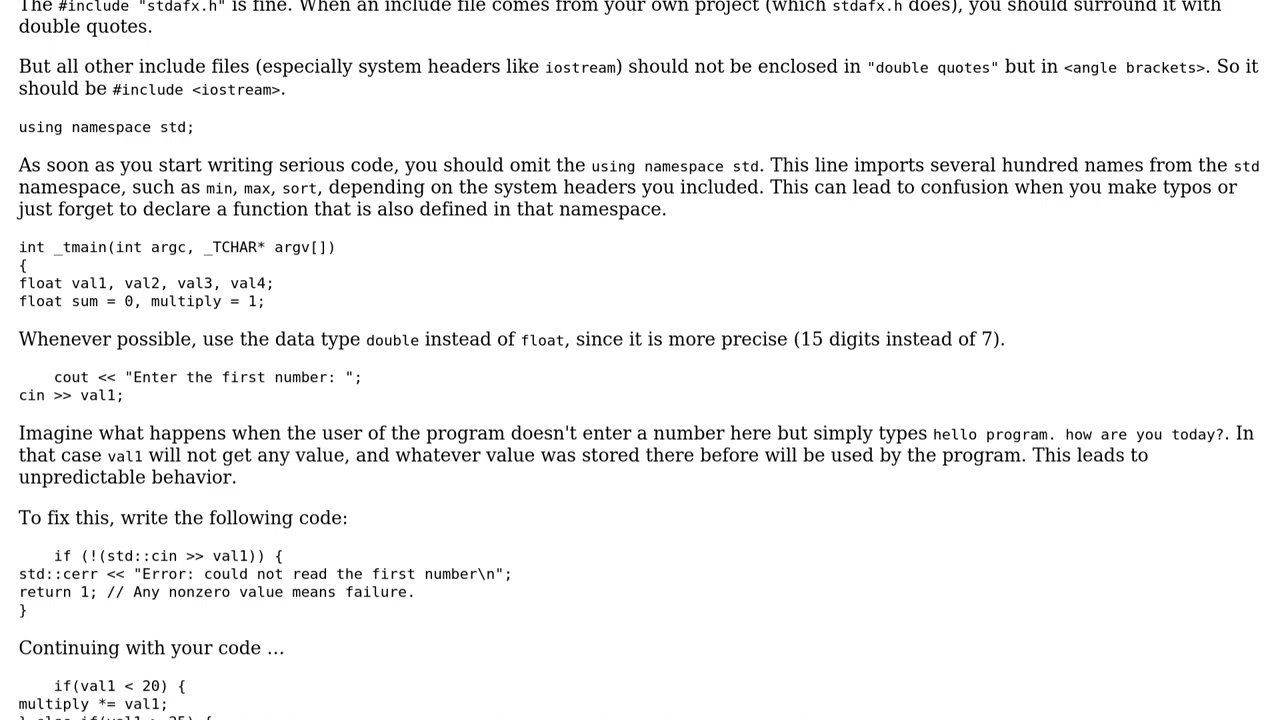 The #include "stdafx.h" is fine. When an include file comes from your own project (which stdafx.h does), you should surround it with
double quotes.
But all other include files (especially system headers like iostream) should not be enclosed in "double quotes" but in <angle brackets>. So it
should be #include <iostream>.
using namespace std;
As soon as you start writing serious code, you should omit the using namespace std. This line imports several hundred names from the std
namespace, such as min, max, sort, depending on the system headers you included. This can lead to confusion when you make typos or
just forget to declare a function that is also defined in that namespace.
int _tmain(int argc, _TCHAR* argv[])
{
float val1, val2, val3, val4;
float sum = 0, multiply = 1;
Whenever possible, use the data type double instead of float, since it is more precise (15 digits instead of 7).
cout << "Enter the first number: ";
cin >> val1;
Imagine what happens when the user of the program doesn't enter a number here but simply types hello program. how are you today?. In
that case val1 will not get any value, and whatever value was stored there before will be used by the program. This leads to
unpredictable behavior.
To fix this, write the following code:
if (!(std::cin >> val1)) {
std::cerr << "Error: could not read the first number\n";
return 1; // Any nonzero value means failure.
}
Continuing with your code …
if(val1 < 20) {
multiply *= val1;
} else if(val1 > 25) {